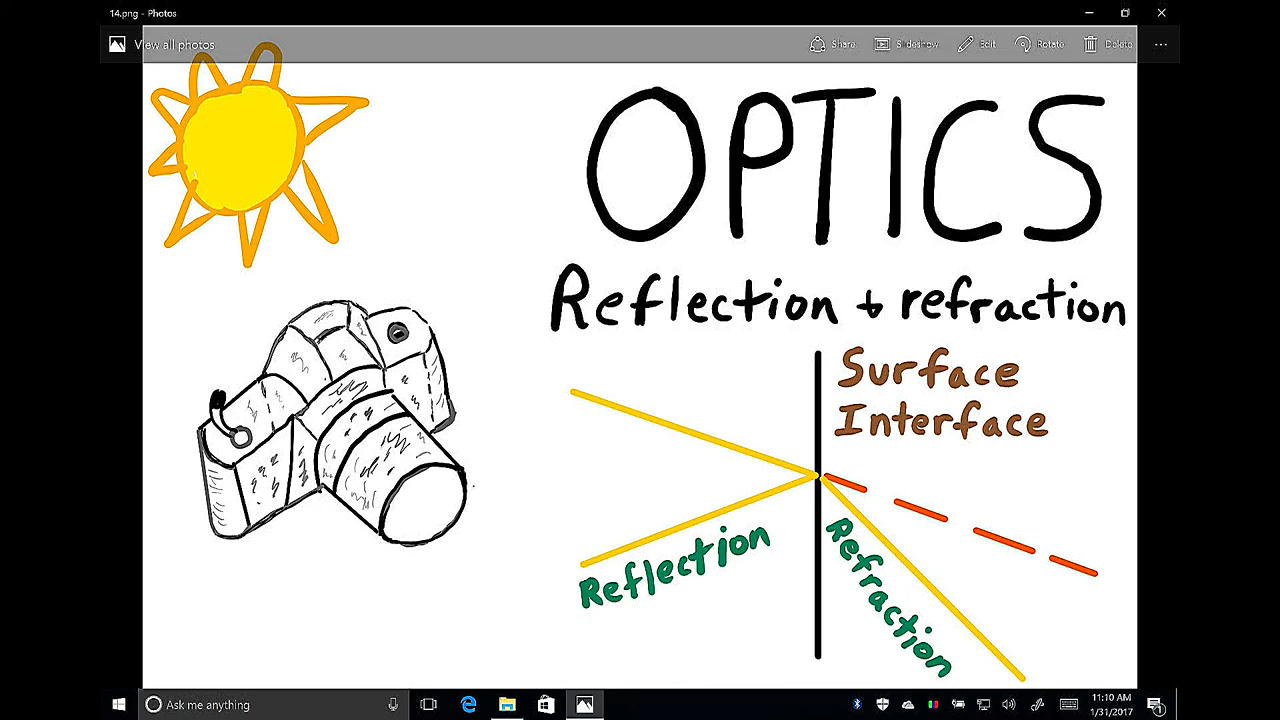 14.png - Photos
View all photos
Share
Slideshow
Edit
Rotate
Delete
OPTICS
Reflection + refraction
Surface
Interface
Reflection
Refraction
Ask me anything
11:10 AM
1/31/2017